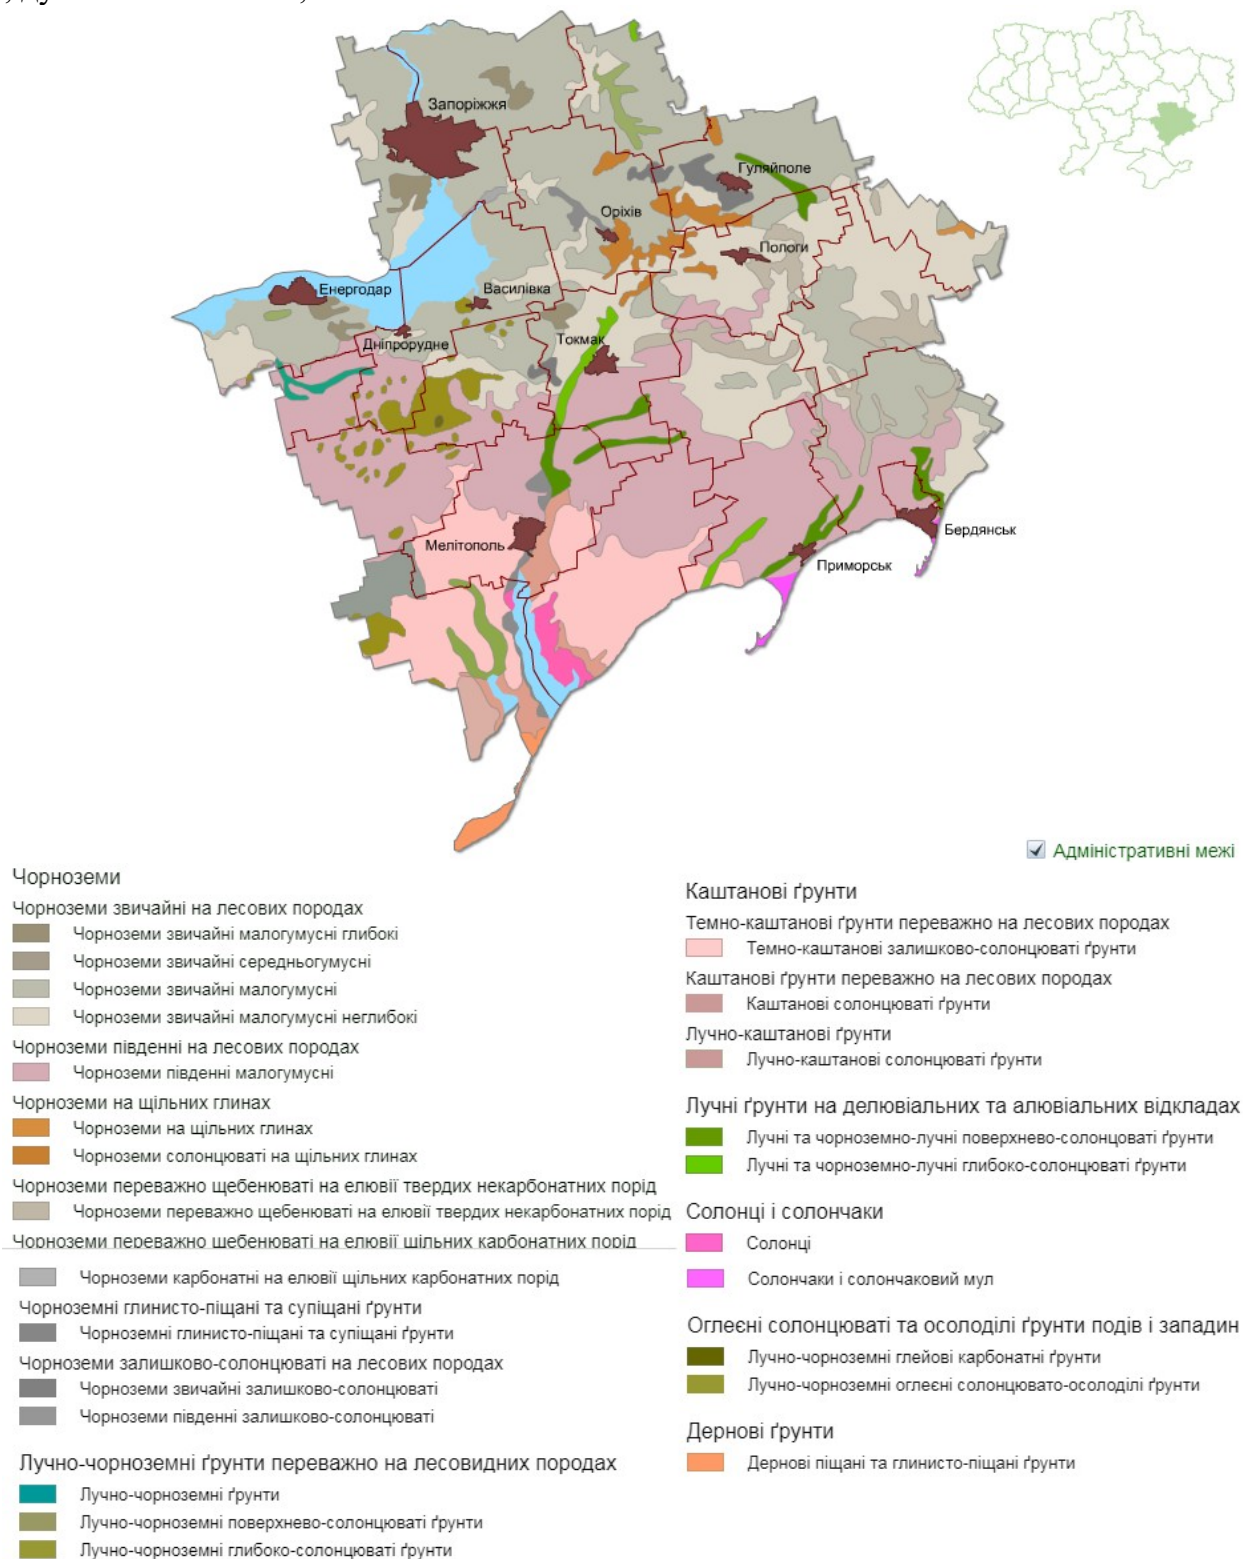 Запоріжжя
Гуляйполе
Оріхів
Пологи
Енергодар
Василівка
Дніпрорудне
Токмак
Мелітополь
Бердянськ
Приморськ
Адміністративні межі
Чорноземи
Чорноземи звичайні на лесових породах
Чорноземи звичайні малогумусні глибокі
Чорноземи звичайні середньогумусні
Чорноземи звичайні малогумусні
Чорноземи звичайні малогумусні неглибокі
Чорноземи південні на лесових породах
Чорноземи південні малогумусні
Чорноземи на щільних глинах
Чорноземи на щільних глинах
Чорноземи солонцюваті на щільних глинах
Чорноземи переважно щебенюваті на елювії твердих некарбонатних порід
Чорноземи переважно щебенюваті на елювії твердих некарбонатних порід
Чорноземи переважно щебенюваті на елювії щільних карбонатних порід
Чорноземи карбонатні на елювії щільних карбонатних порід
Чорноземні глинисто-піщані та супіщані ґрунти
Чорноземні глинисто-піщані та супіщані ґрунти
Чорноземи залишково-солонцюваті на лесових породах
Чорноземи звичайні залишково-солонцюваті
Чорноземи південні залишково-солонцюваті
Лучно-чорноземні ґрунти переважно на лесовидних породах
Лучно-чорноземні ґрунти
Лучно-чорноземні поверхнево-солонцюваті ґрунти
Лучно-чорноземні глибоко-солонцюваті ґрунти
Каштанові ґрунти
Темно-каштанові ґрунти переважно на лесових породах
Темно-каштанові залишково-солонцюваті ґрунти
Каштанові ґрунти переважно на лесових породах
Каштанові солонцюваті ґрунти
Лучно-каштанові ґрунти
Лучно-каштанові солонцюваті ґрунти
Лучні ґрунти на делювіальних та алювіальних відкладах
Лучні та чорноземно-лучні поверхнево-солонцоваті ґрунти
Лучні та чорноземно-лучні глибоко-солонцюваті ґрунти
Солонці і солончаки
Солонці
Солончаки і солончаковий мул
Оглеєні солонцюваті та осолоділі ґрунти подів і западин
Лучно-чорноземні глейові карбонатні ґрунти
Лучно-чорноземні оглеєні солонцювато-осолоділі ґрунти
Дернові ґрунти
Дернові піщані та глинисто-піщані ґрунти